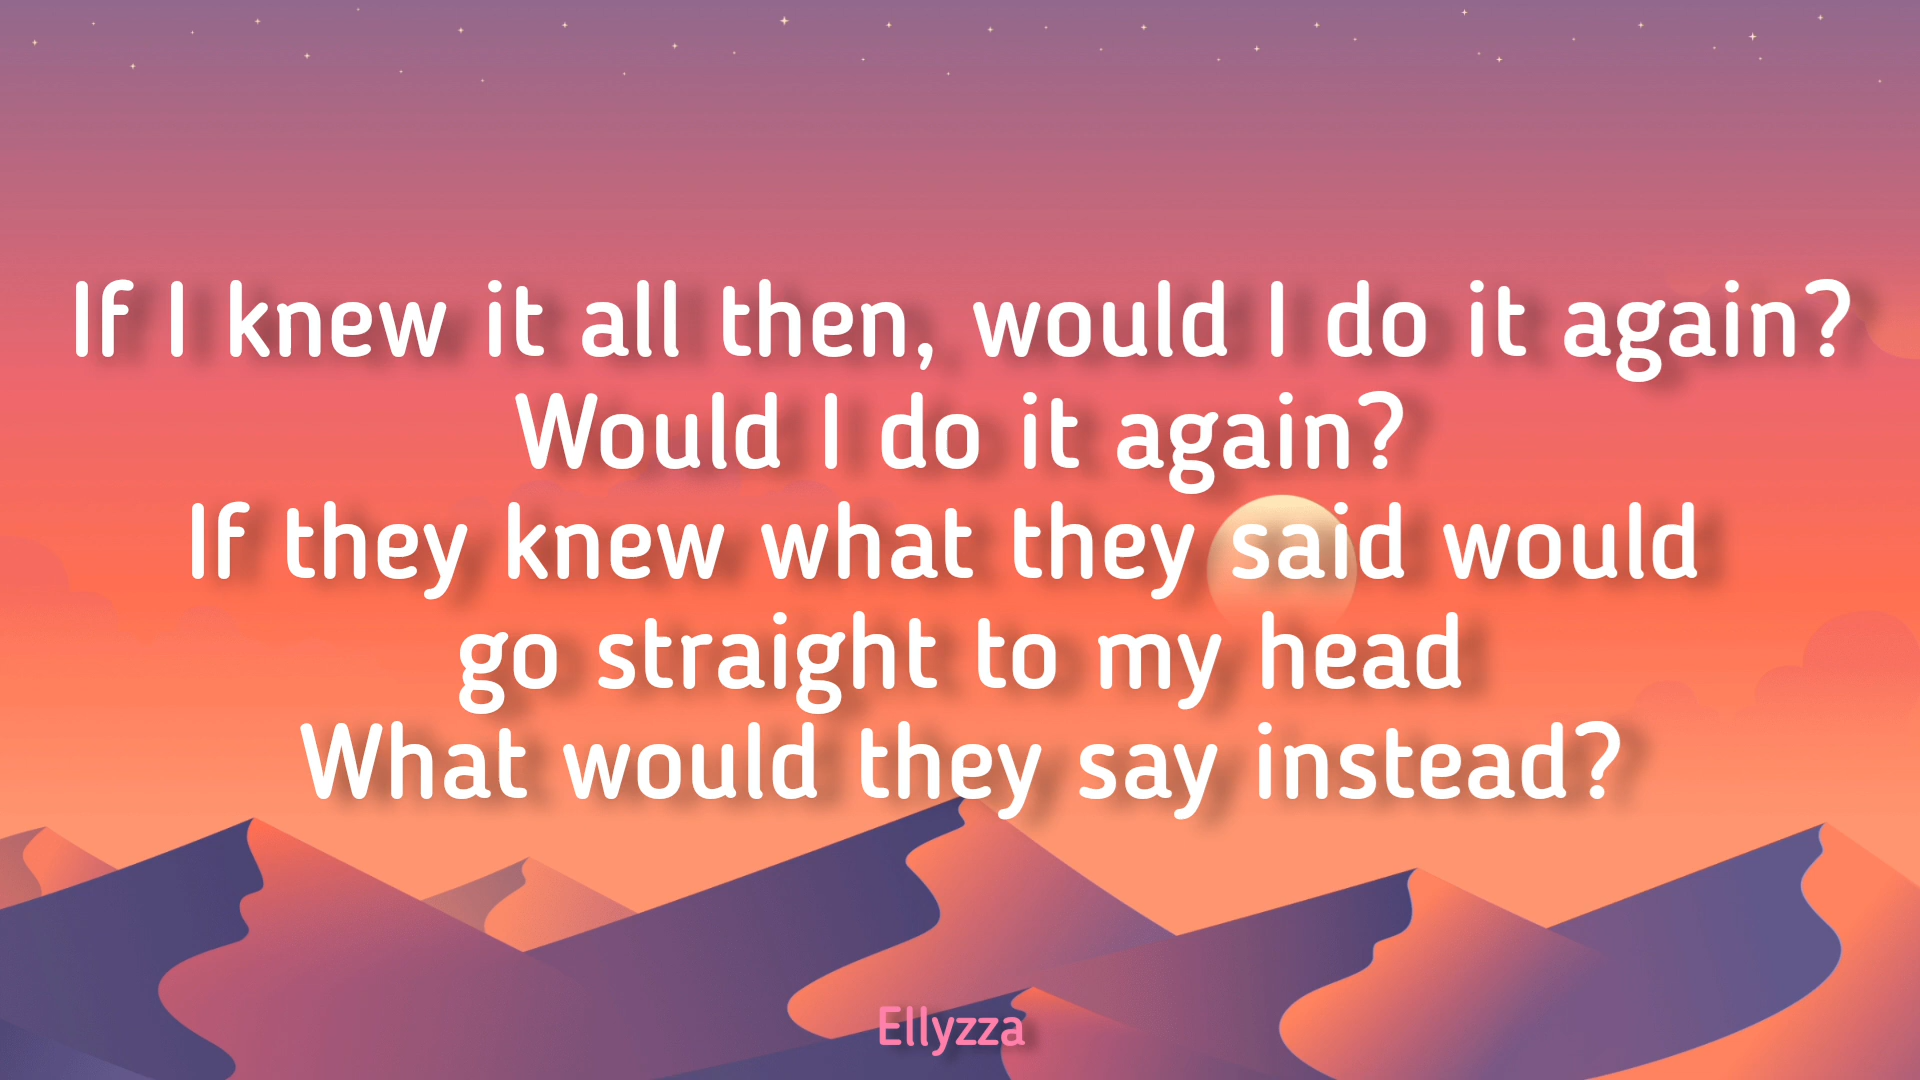 If I knew it all then, would I do it again?
Would I do it again?
If they knew what they said would
go straight to my head
What would they say instead?
Ellyzza